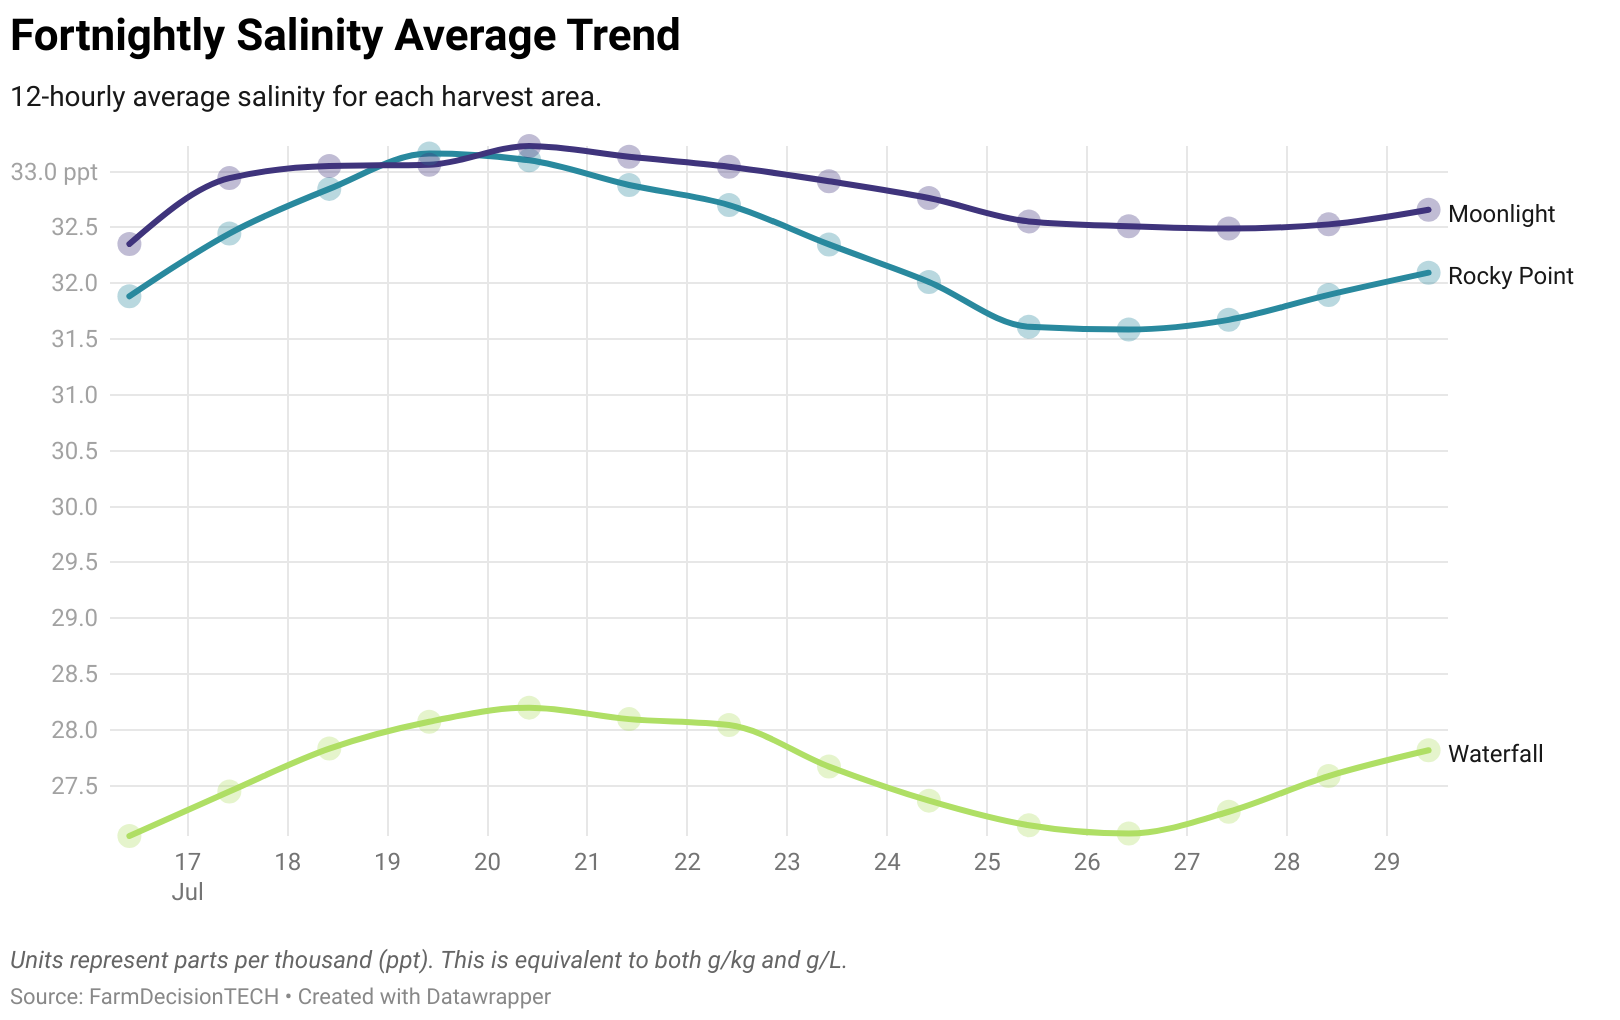 Fortnightly Salinity Average Trend
12-hourly average salinity for each harvest area.
33.0 ppt
32.5
Moonlight
32.0
Rocky Point
31.5
31.0
30.5
30.0
29.5
29.0
28.5
28.0
Waterfall
27.5
17 18 19 20 21 22 23 24 25 26 27 28 29
Jul
Units represent parts per thousand (ppt). This is equivalent to both g/kg and g/L.
Source: FarmDecisionTECH • Created with Datawrapper